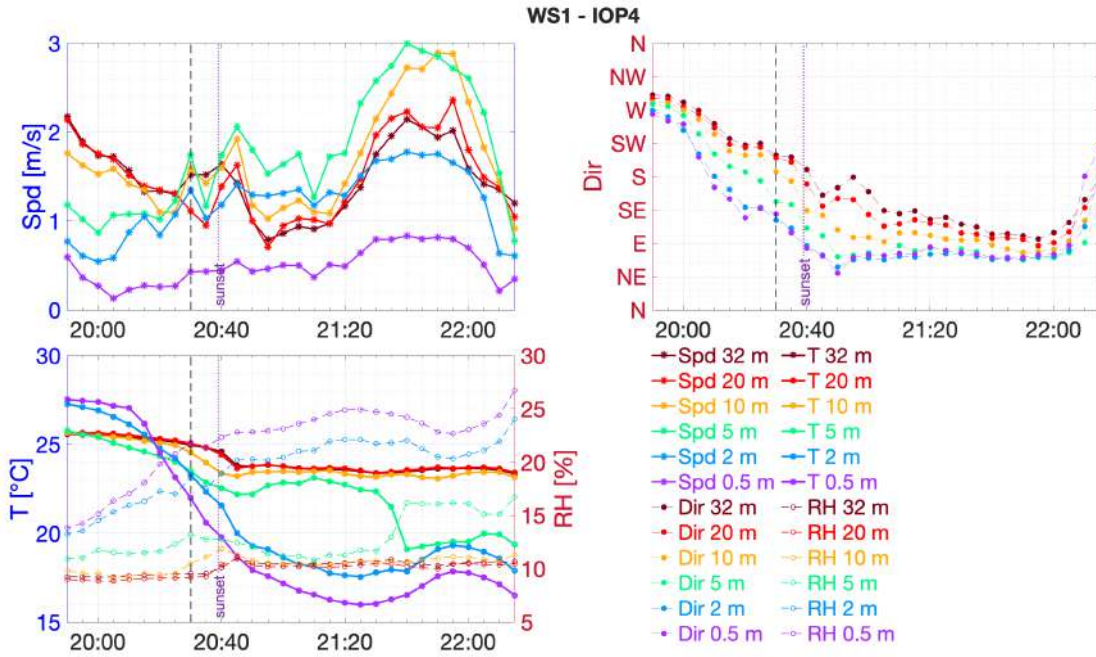 WS1 - IOP4
3
2
1
0
Spd [m/s]
sunset
20:00 20:40 21:20 22:00
N
NW
W
SW
S
SE
E
NE
N
Dir
sunset
20:00 20:40 21:20 22:00
30
25
20
15
T [°C]
30
25
20
15
10
5
RH [%]
sunset
20:00 20:40 21:20 22:00
Spd 32 m T 32 m
Spd 20 m T 20 m
Spd 10 m T 10 m
Spd 5 m T 5 m
Spd 2 m T 2 m
Spd 0.5 m T 0.5 m
Dir 32 m RH 32 m
Dir 20 m RH 20 m
Dir 10 m RH 10 m
Dir 5 m RH 5 m
Dir 2 m RH 2 m
Dir 0.5 m RH 0.5 m